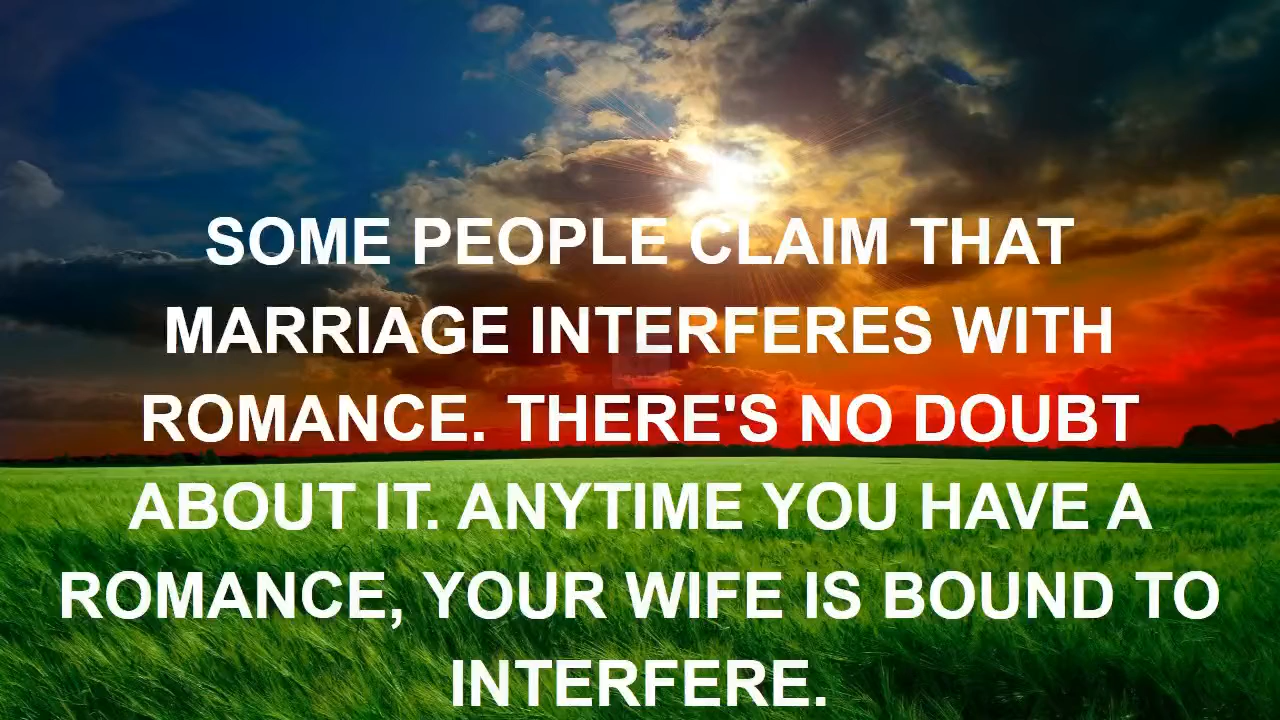 SOME PEOPLE CLAIM THAT
MARRIAGE INTERFERES WITH
ROMANCE. THERE'S NO DOUBT
ABOUT IT. ANYTIME YOU HAVE A
ROMANCE, YOUR WIFE IS BOUND TO
INTERFERE.